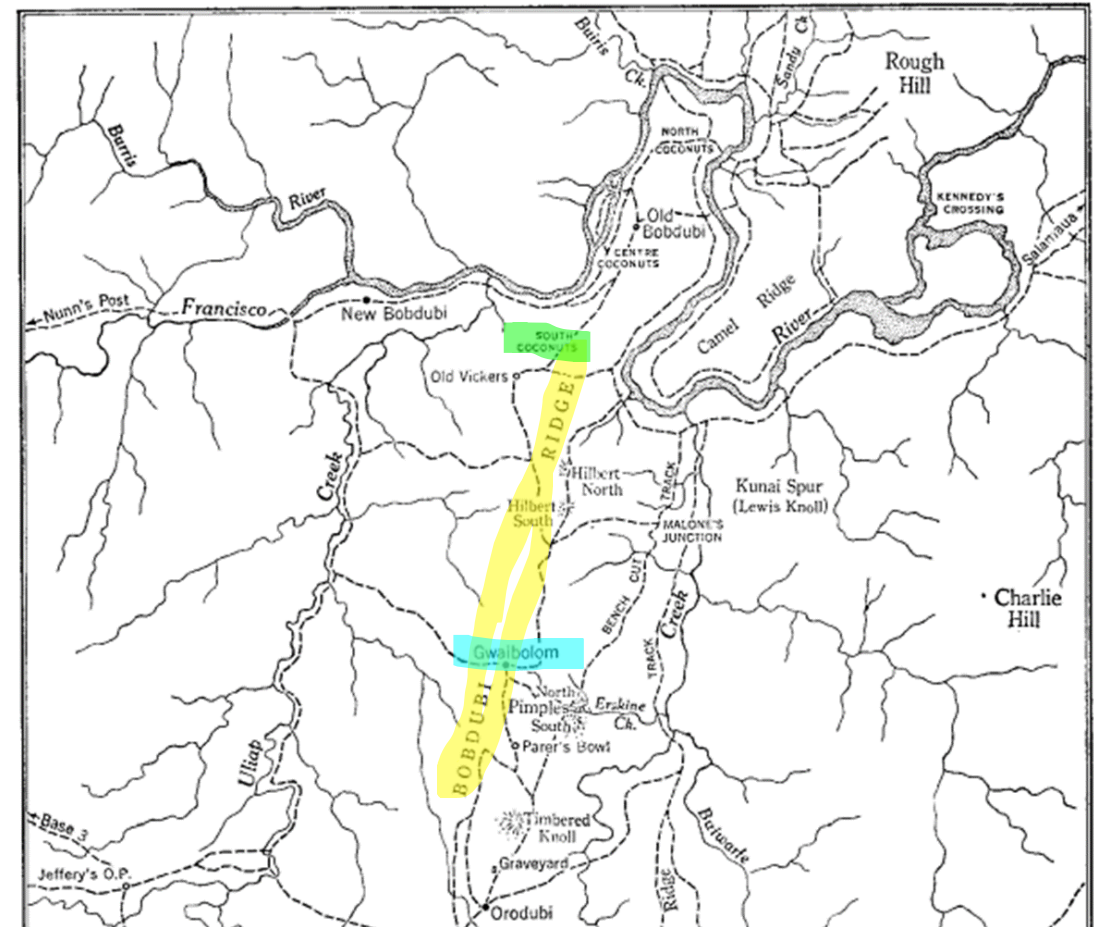 Buiris
Ck.
Sandy Ck
Rough
Hill
Burris
River
NORTH
COCONUTS
KENNEDY'S
CROSSING
Old
Bobdubi
Salamaua
CENTRE
COCONUTS
Nunn's Post
Francisco
New Bobdubi
Camel Ridge
River
SOUTH
COCONUTS
Old Vickers
BOBDUBI RIDGE
Creek
Hilbert
North
TRACK
Kunai Spur
(Lewis Knoll)
Hilbert
South
MALONE'S
JUNCTION
BENCH CUT
Creek
Charlie
Hill
Gwaibolom
TRACK
North
Pimples
South
Erskine
Ck.
Parer's Bowl
Uliap
Timbered
Knoll
Buiwarfe
Base 3
Jeffery's O.P.
Graveyard
Ridge
Orodubi